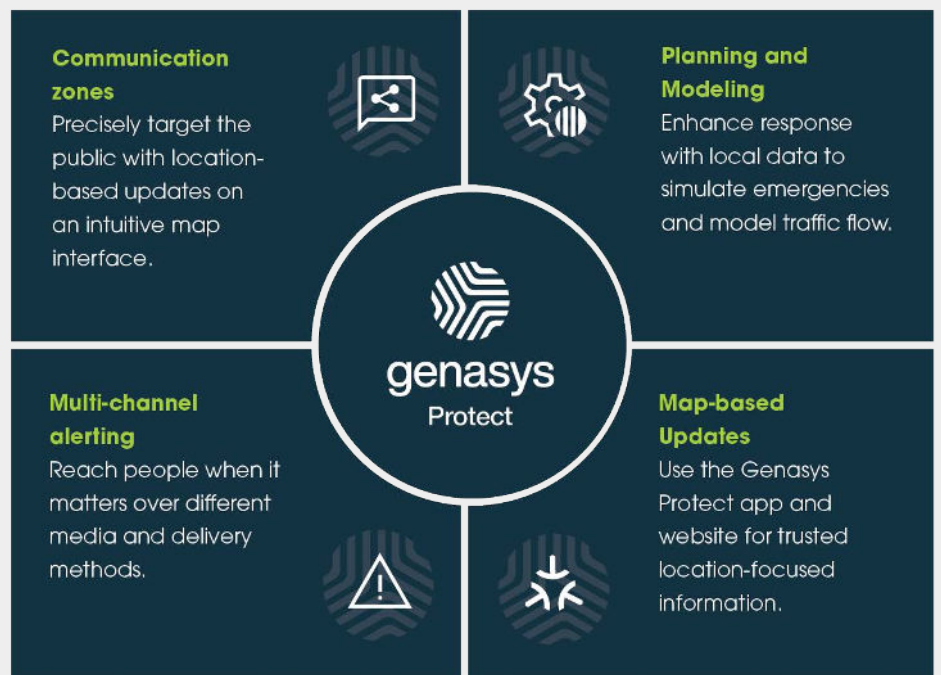 Communication
zones
Precisely target the
public with location-
based updates on
an intuitive map
interface.
Planning and
Modeling
Enhance response
with local data to
simulate emergencies
and model traffic flow.
genasys
Protect
Multi-channel
alerting
Reach people when it
matters over different
media and delivery
methods.
Map-based
Updates
Use the Genasys
Protect app and
website for trusted
location-focused
information.